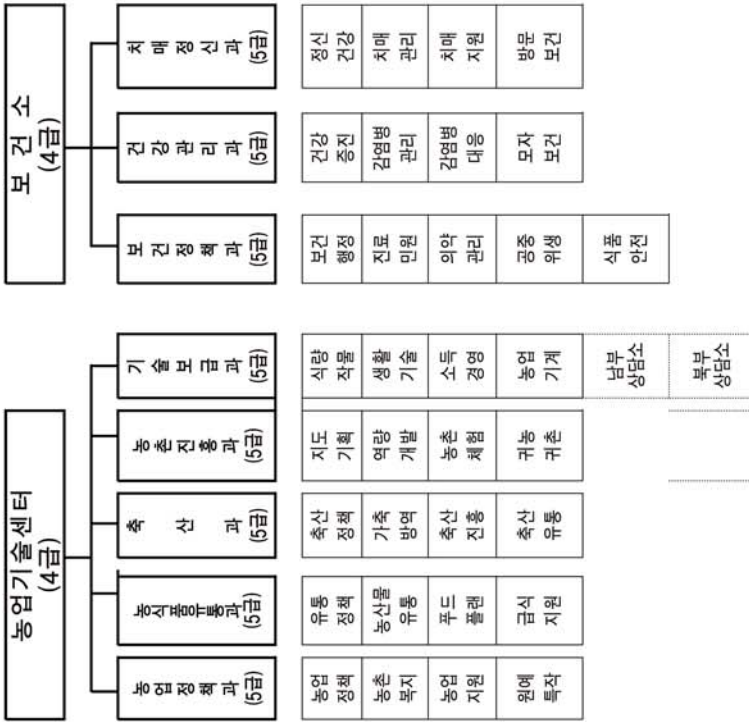 농업기술센터
(4급)
농업정책과
(5급)
농식품유통과
(5급)
축산과
(5급)
농촌진흥과
(5급)
기술보급과
(5급)
농업
정책
농촌
복지
농업
지원
원예
특작
유통
정책
농산물
유통
푸드
플랜
급식
지원
축산
정책
가축
방역
축산
진흥
축산
유통
지도
기획
역량
개발
농촌
체험
귀농
귀촌
식량
작물
생활
기술
소득
경영
농업
기계
남부
상담소
북부
상담소
보건소
(4급)
보건정책과
(5급)
건강관리과
(5급)
치매정신과
(5급)
보건
행정
진료
민원
의약
관리
공중
위생
식품
안전
건강
증진
감염병
관리
감염병
대응
모자
보건
정신
건강
치매
관리
치매
지원
방문
보건